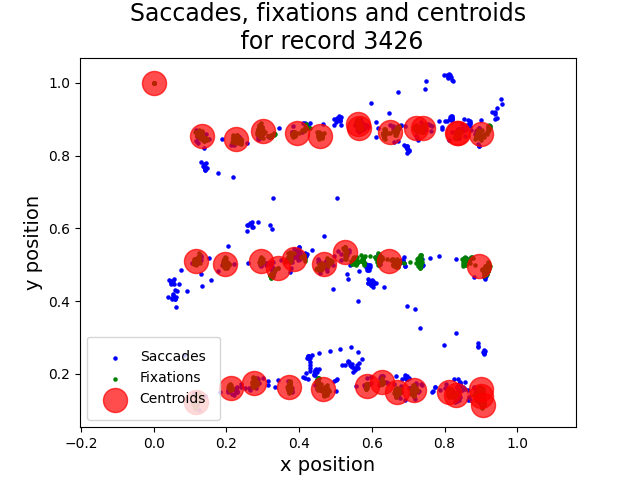 Saccades, fixations and centroids
for record 3426
1.0
0.8
0.6
0.4
0.2
y position
Saccades
Fixations
Centroids
−0.2
0.0
0.2
0.4
0.6
0.8
1.0
x position